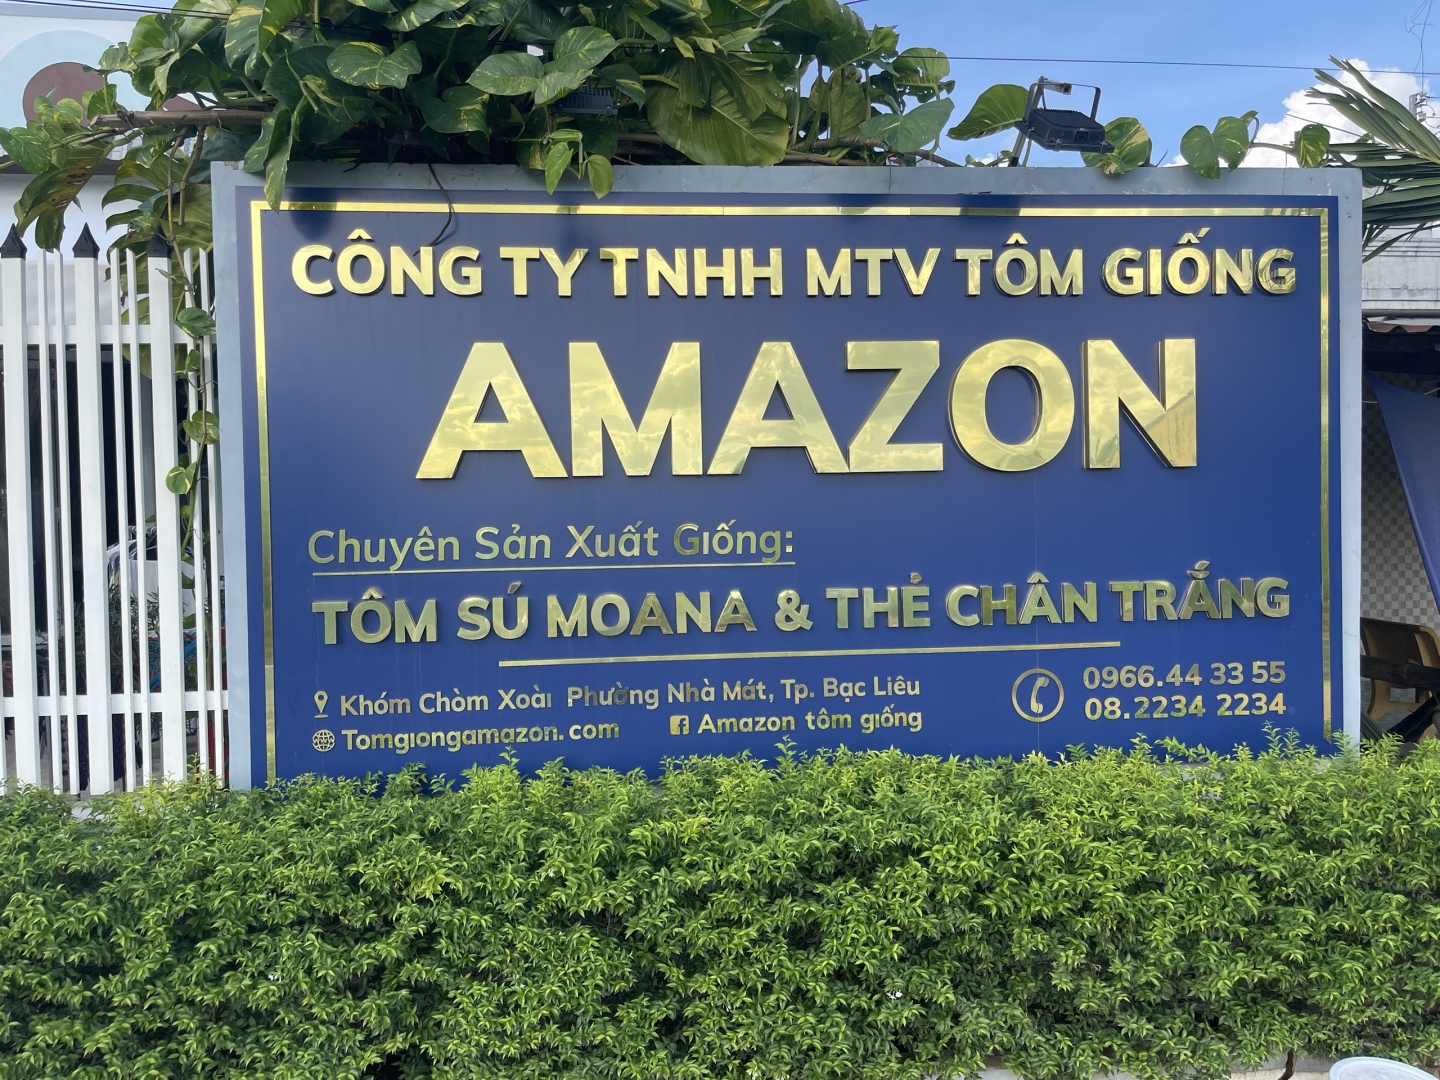 CÔNG TY TNHH MTV TÔM GIỐNG
AMAZON
Chuyên Sản Xuất Giống:
TÔM SÚ MOANA & THẺ CHÂN TRẮNG
Khóm Chòm Xoài Phường Nhà Mát, Tp. Bạc Liêu
Tomgiongamazon.com
Amazon tôm giống
0966.44 33 55
08.2234 2234